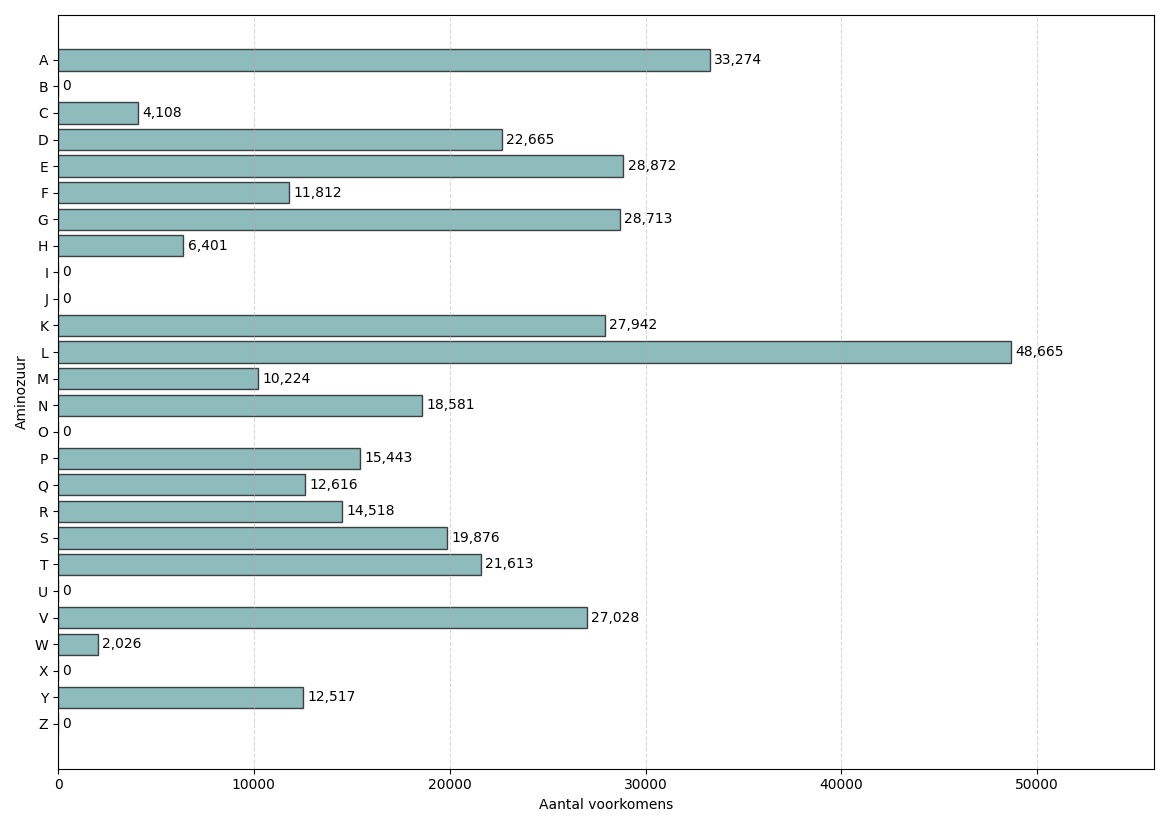 A 33,274
B 0
C 4,108
D 22,665
E 28,872
F 11,812
G 28,713
H 6,401
I 0
J 0
K 27,942
L 48,665
M 10,224
N 18,581
O 0
P 15,443
Q 12,616
R 14,518
S 19,876
T 21,613
U 0
V 27,028
W 2,026
X 0
Y 12,517
Z 0
Aminozuur
0 10000 20000 30000 40000 50000
Aantal voorkomens